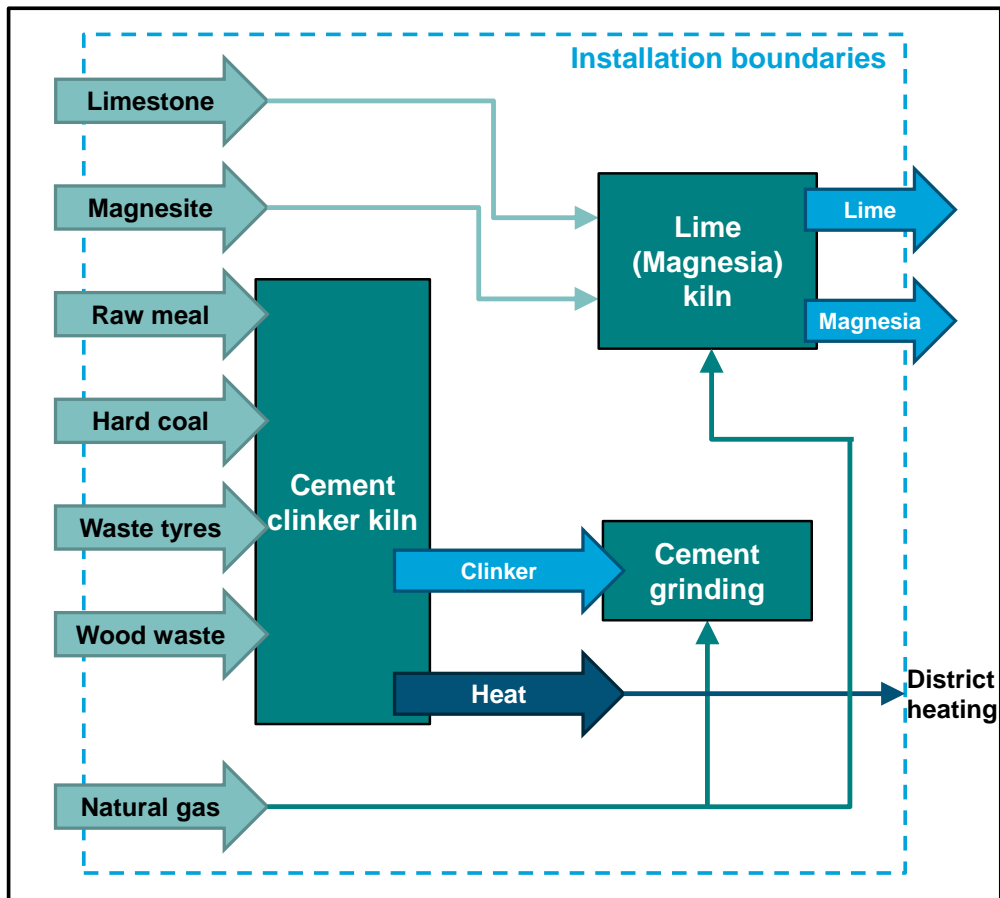 Installation boundaries
Limestone
Magnesite
Lime
Lime
(Magnesia)
kiln
Raw meal
Magnesia
Hard coal
Cement
clinker kiln
Waste tyres
Clinker
Cement
grinding
Wood waste
Heat
District
heating
Natural gas